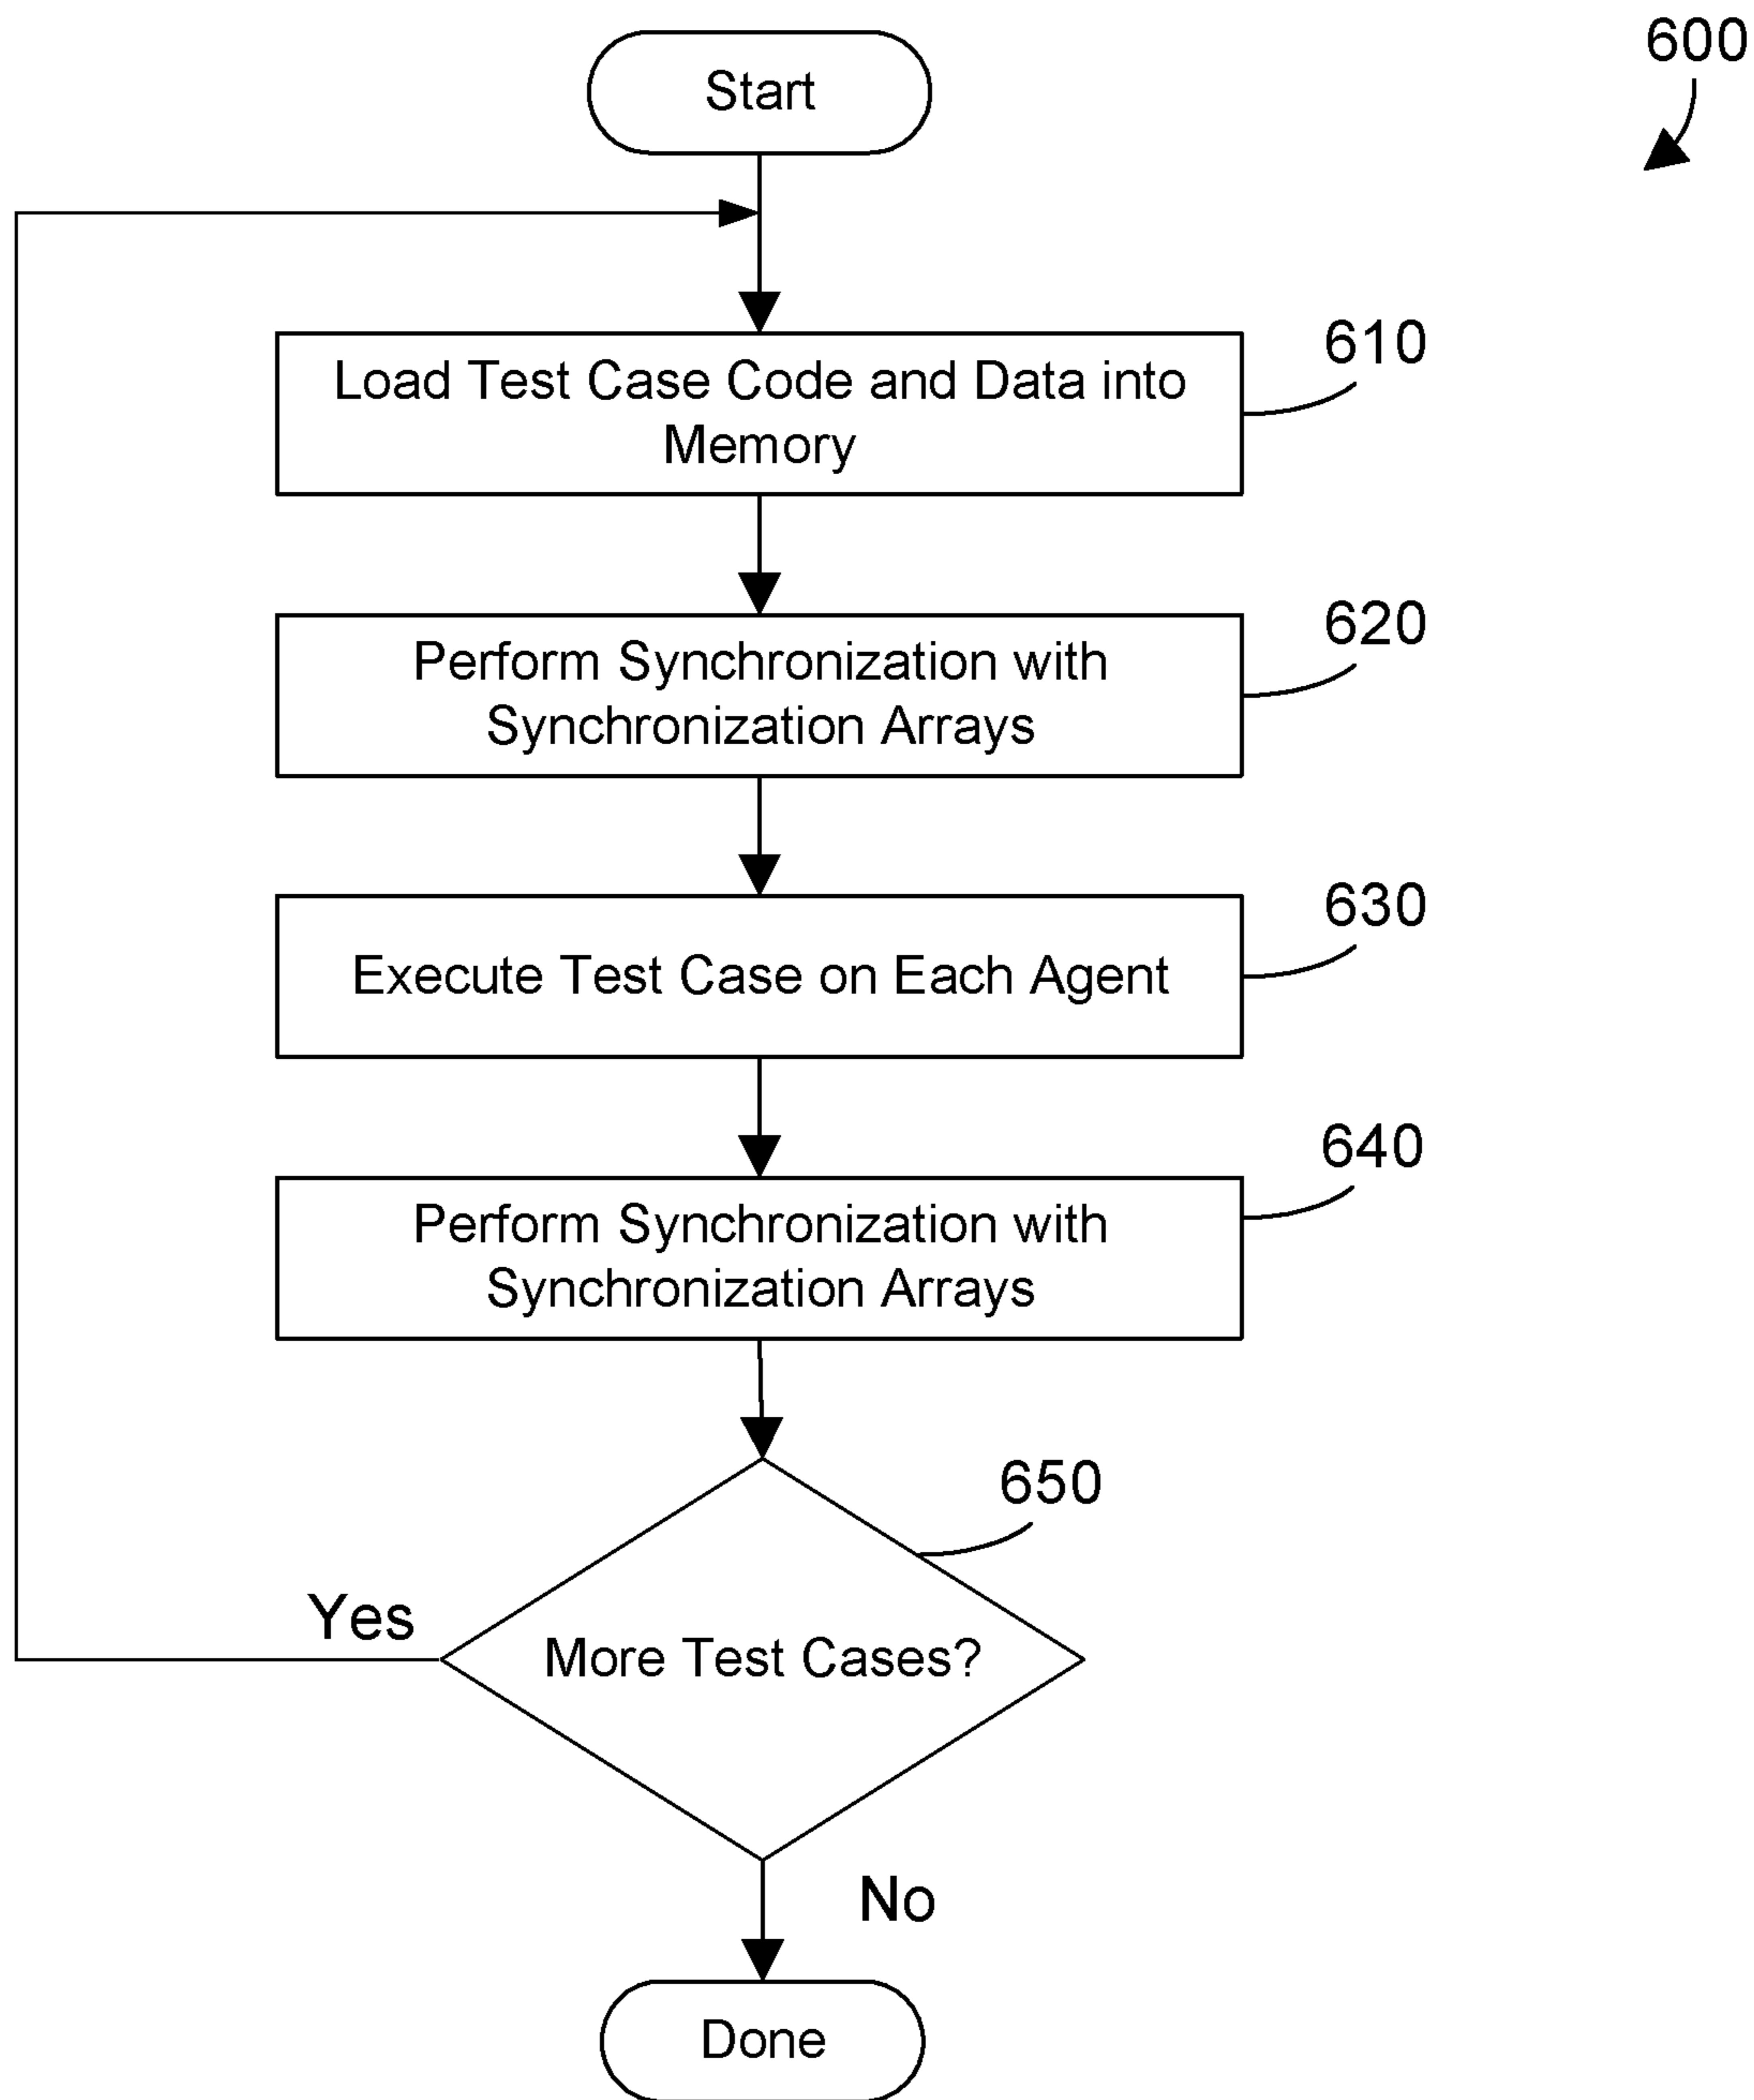 600
Start
Load Test Case Code and Data into
Memory
610
Perform Synchronization with
Synchronization Arrays
620
Execute Test Case on Each Agent
630
Perform Synchronization with
Synchronization Arrays
640
More Test Cases?
650
Yes
No
Done